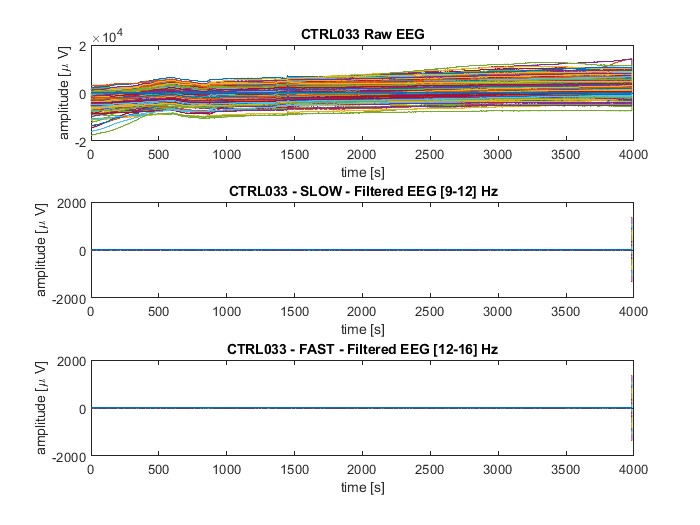 CTRL033 Raw EEG
×10⁴
2
0
-2
amplitude [μ V]
0 500 1000 1500 2000 2500 3000 3500 4000
time [s]
CTRL033 - SLOW - Filtered EEG [9-12] Hz
2000
0
-2000
amplitude [μ V]
0 500 1000 1500 2000 2500 3000 3500 4000
time [s]
CTRL033 - FAST - Filtered EEG [12-16] Hz
2000
0
-2000
amplitude [μ V]
0 500 1000 1500 2000 2500 3000 3500 4000
time [s]